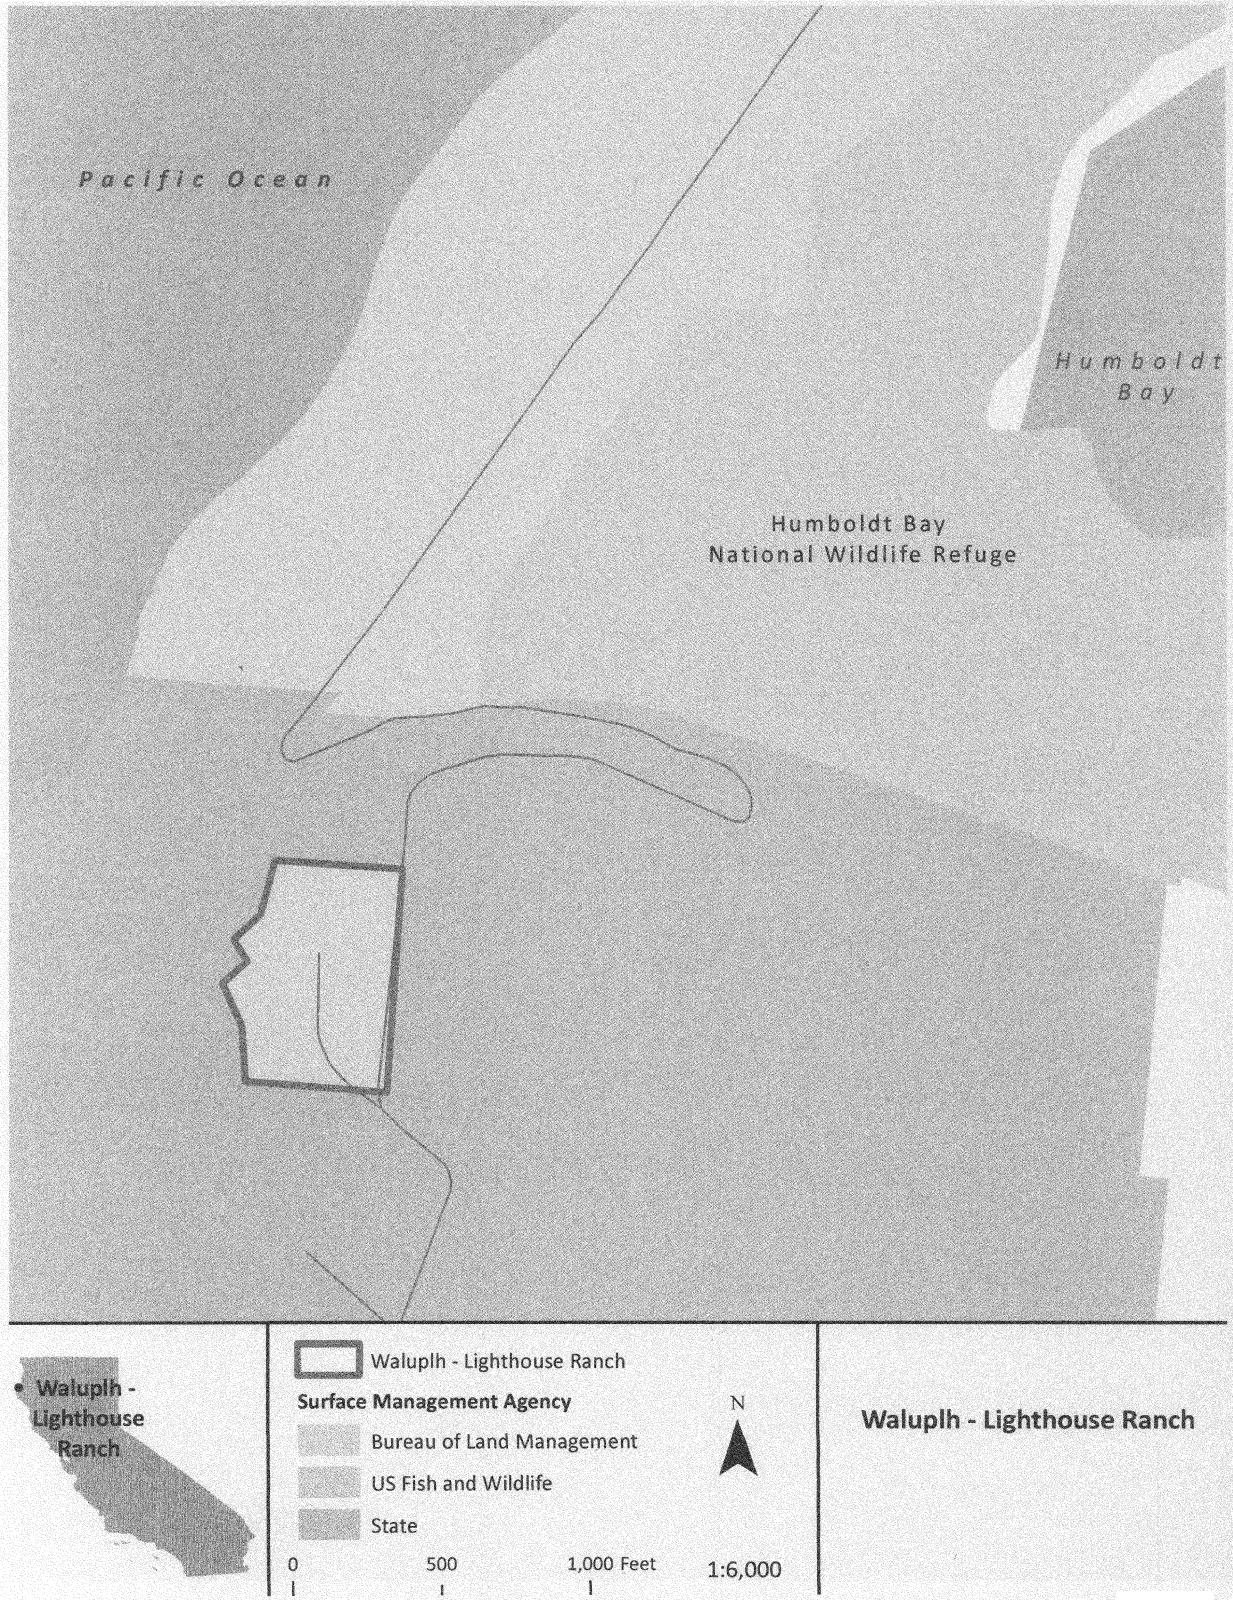 Pacific Ocean
Humboldt
Bay
Humboldt Bay
National Wildlife Refuge
Waluplh -
Lighthouse
Ranch
Waluplh - Lighthouse Ranch
Surface Management Agency
Bureau of Land Management
US Fish and Wildlife
State
0 500 1,000 Feet
1:6,000
N
Waluplh - Lighthouse Ranch